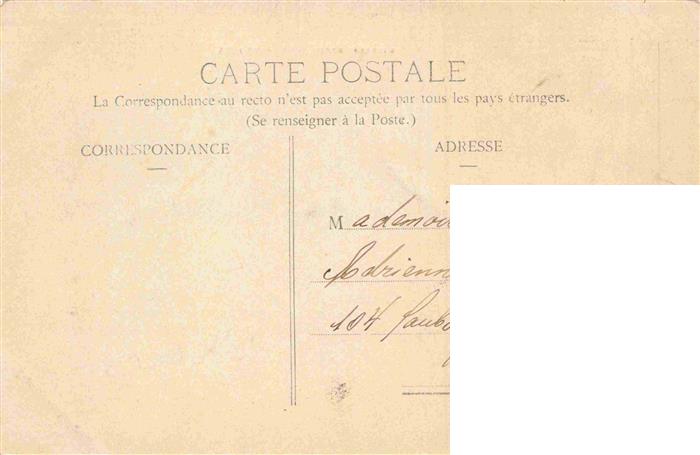 CARTE POSTALE
La Correspondance au recto n'est pas acceptée par tous les pays étrangers.
(Se renseigner à la Poste.)
CORRESPONDANCE
ADRESSE
Mademoi
Adrienn
104 Faub